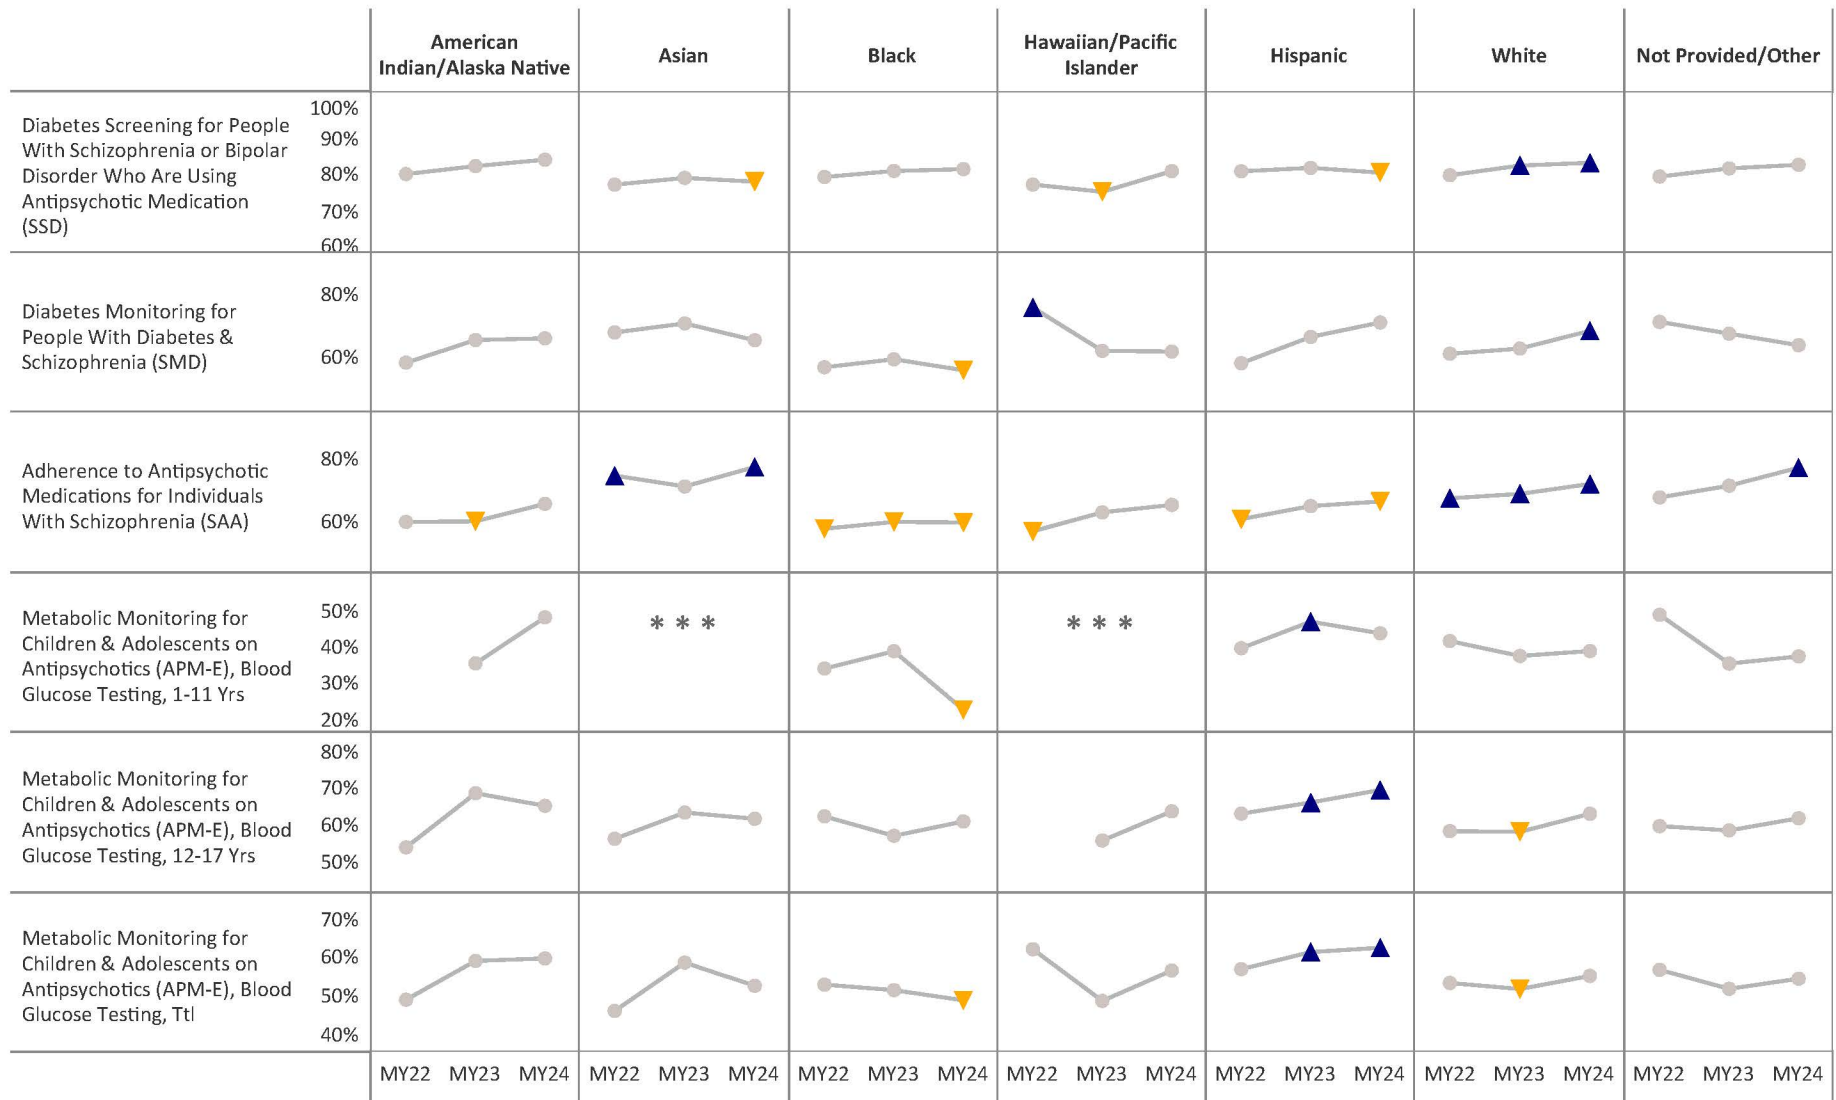 American
Indian/Alaska Native
Asian
Black
Hawaiian/Pacific
Islander
Hispanic
White
Not Provided/Other
Diabetes Screening for People
With Schizophrenia or Bipolar
Disorder Who Are Using
Antipsychotic Medication
(SSD)
100%
90%
80%
70%
60%
Diabetes Monitoring for
People With Diabetes &
Schizophrenia (SMD)
80%
60%
Adherence to Antipsychotic
Medications for Individuals
With Schizophrenia (SAA)
80%
60%
Metabolic Monitoring for
Children & Adolescents on
Antipsychotics (APM-E), Blood
Glucose Testing, 1-11 Yrs
50%
40%
30%
20%
* * *
* * *
Metabolic Monitoring for
Children & Adolescents on
Antipsychotics (APM-E), Blood
Glucose Testing, 12-17 Yrs
80%
70%
60%
50%
Metabolic Monitoring for
Children & Adolescents on
Antipsychotics (APM-E), Blood
Glucose Testing, Ttl
70%
60%
50%
40%
MY22 MY23 MY24 MY22 MY23 MY24 MY22 MY23 MY24 MY22 MY23 MY24 MY22 MY23 MY24 MY22 MY23 MY24 MY22 MY23 MY24